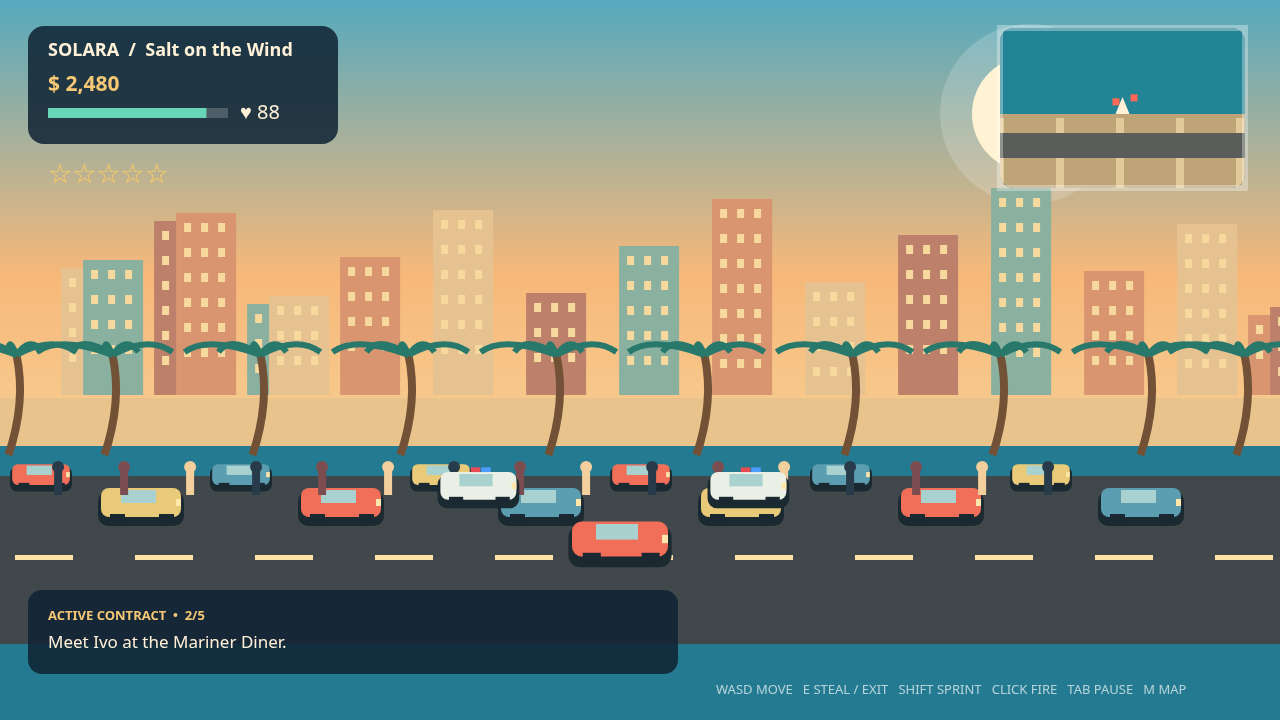 SOLARA / Salt on the Wind
$ 2,480
♥ 88
☆☆☆☆☆
ACTIVE CONTRACT • 2/5
Meet Ivo at the Mariner Diner.
WASD MOVE E STEAL / EXIT SHIFT SPRINT CLICK FIRE TAB PAUSE M MAP